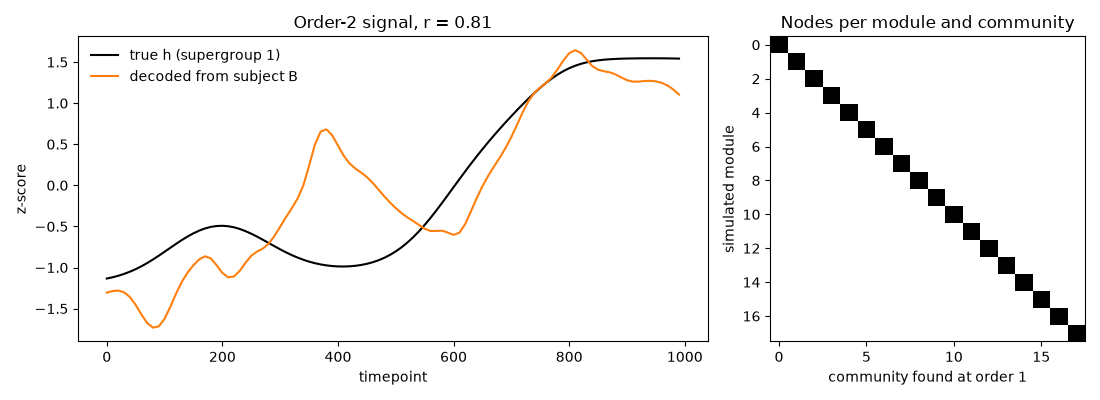 Order-2 signal, r = 0.81
true h (supergroup 1)
decoded from subject B
1.5
1.0
0.5
0.0
−0.5
−1.0
−1.5
z-score
0 200 400 600 800 1000
timepoint
Nodes per module and community
0
2
4
6
8
10
12
14
16
simulated module
0 5 10 15
community found at order 1